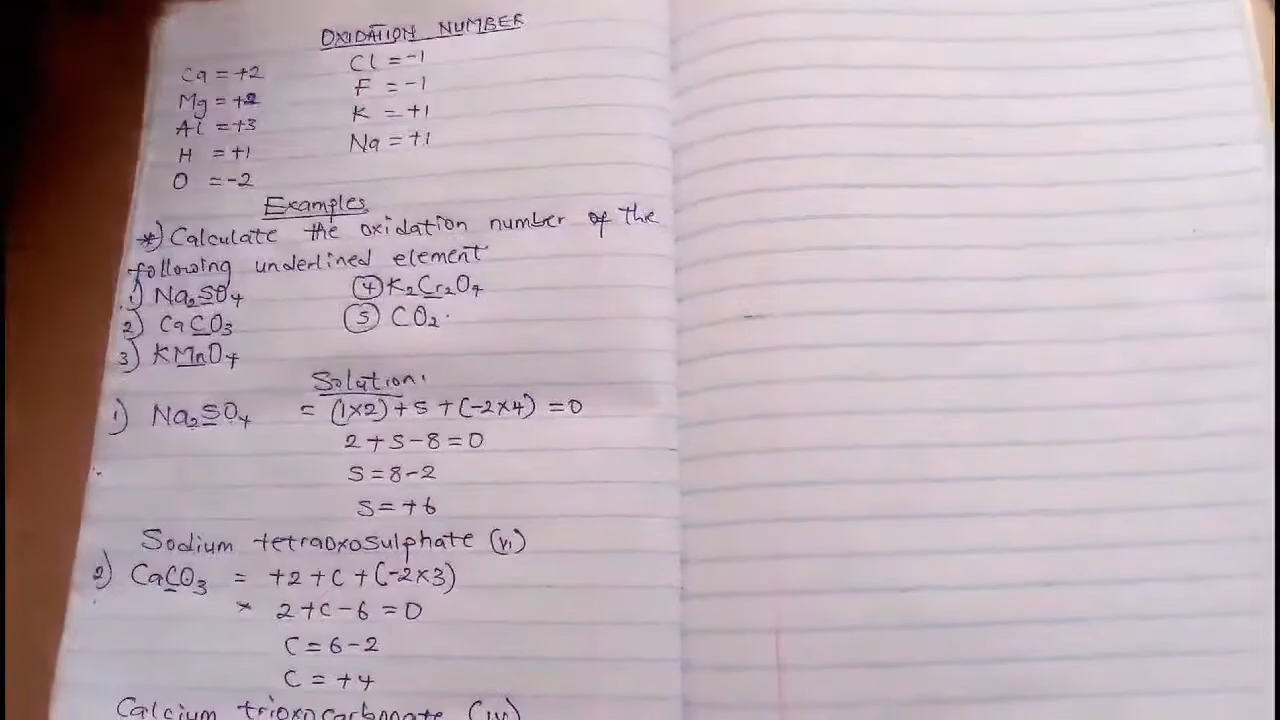 OXIDATION NUMBER
Ca = +2
Mg = +2
Al = +3
H = +1
O = -2
Cl = -1
F = -1
K = +1
Na = +1
Examples
*) Calculate the oxidation number of the
following underlined element
1) Na2SO4
2) CaCO3
3) KMnO4
(4) K2Cr2O7
(5) CO2.
Solution.
1) Na2SO4 = (1×2) + S + (-2×4) = 0
2 + S - 8 = 0
S = 8 - 2
S = +6
Sodium tetraoxosulphate (vi)
2) CaCO3 = +2 + C + (-2×3)
2 + C - 6 = 0
C = 6 - 2
C = +4
Calcium trioxocarbonate (iv)